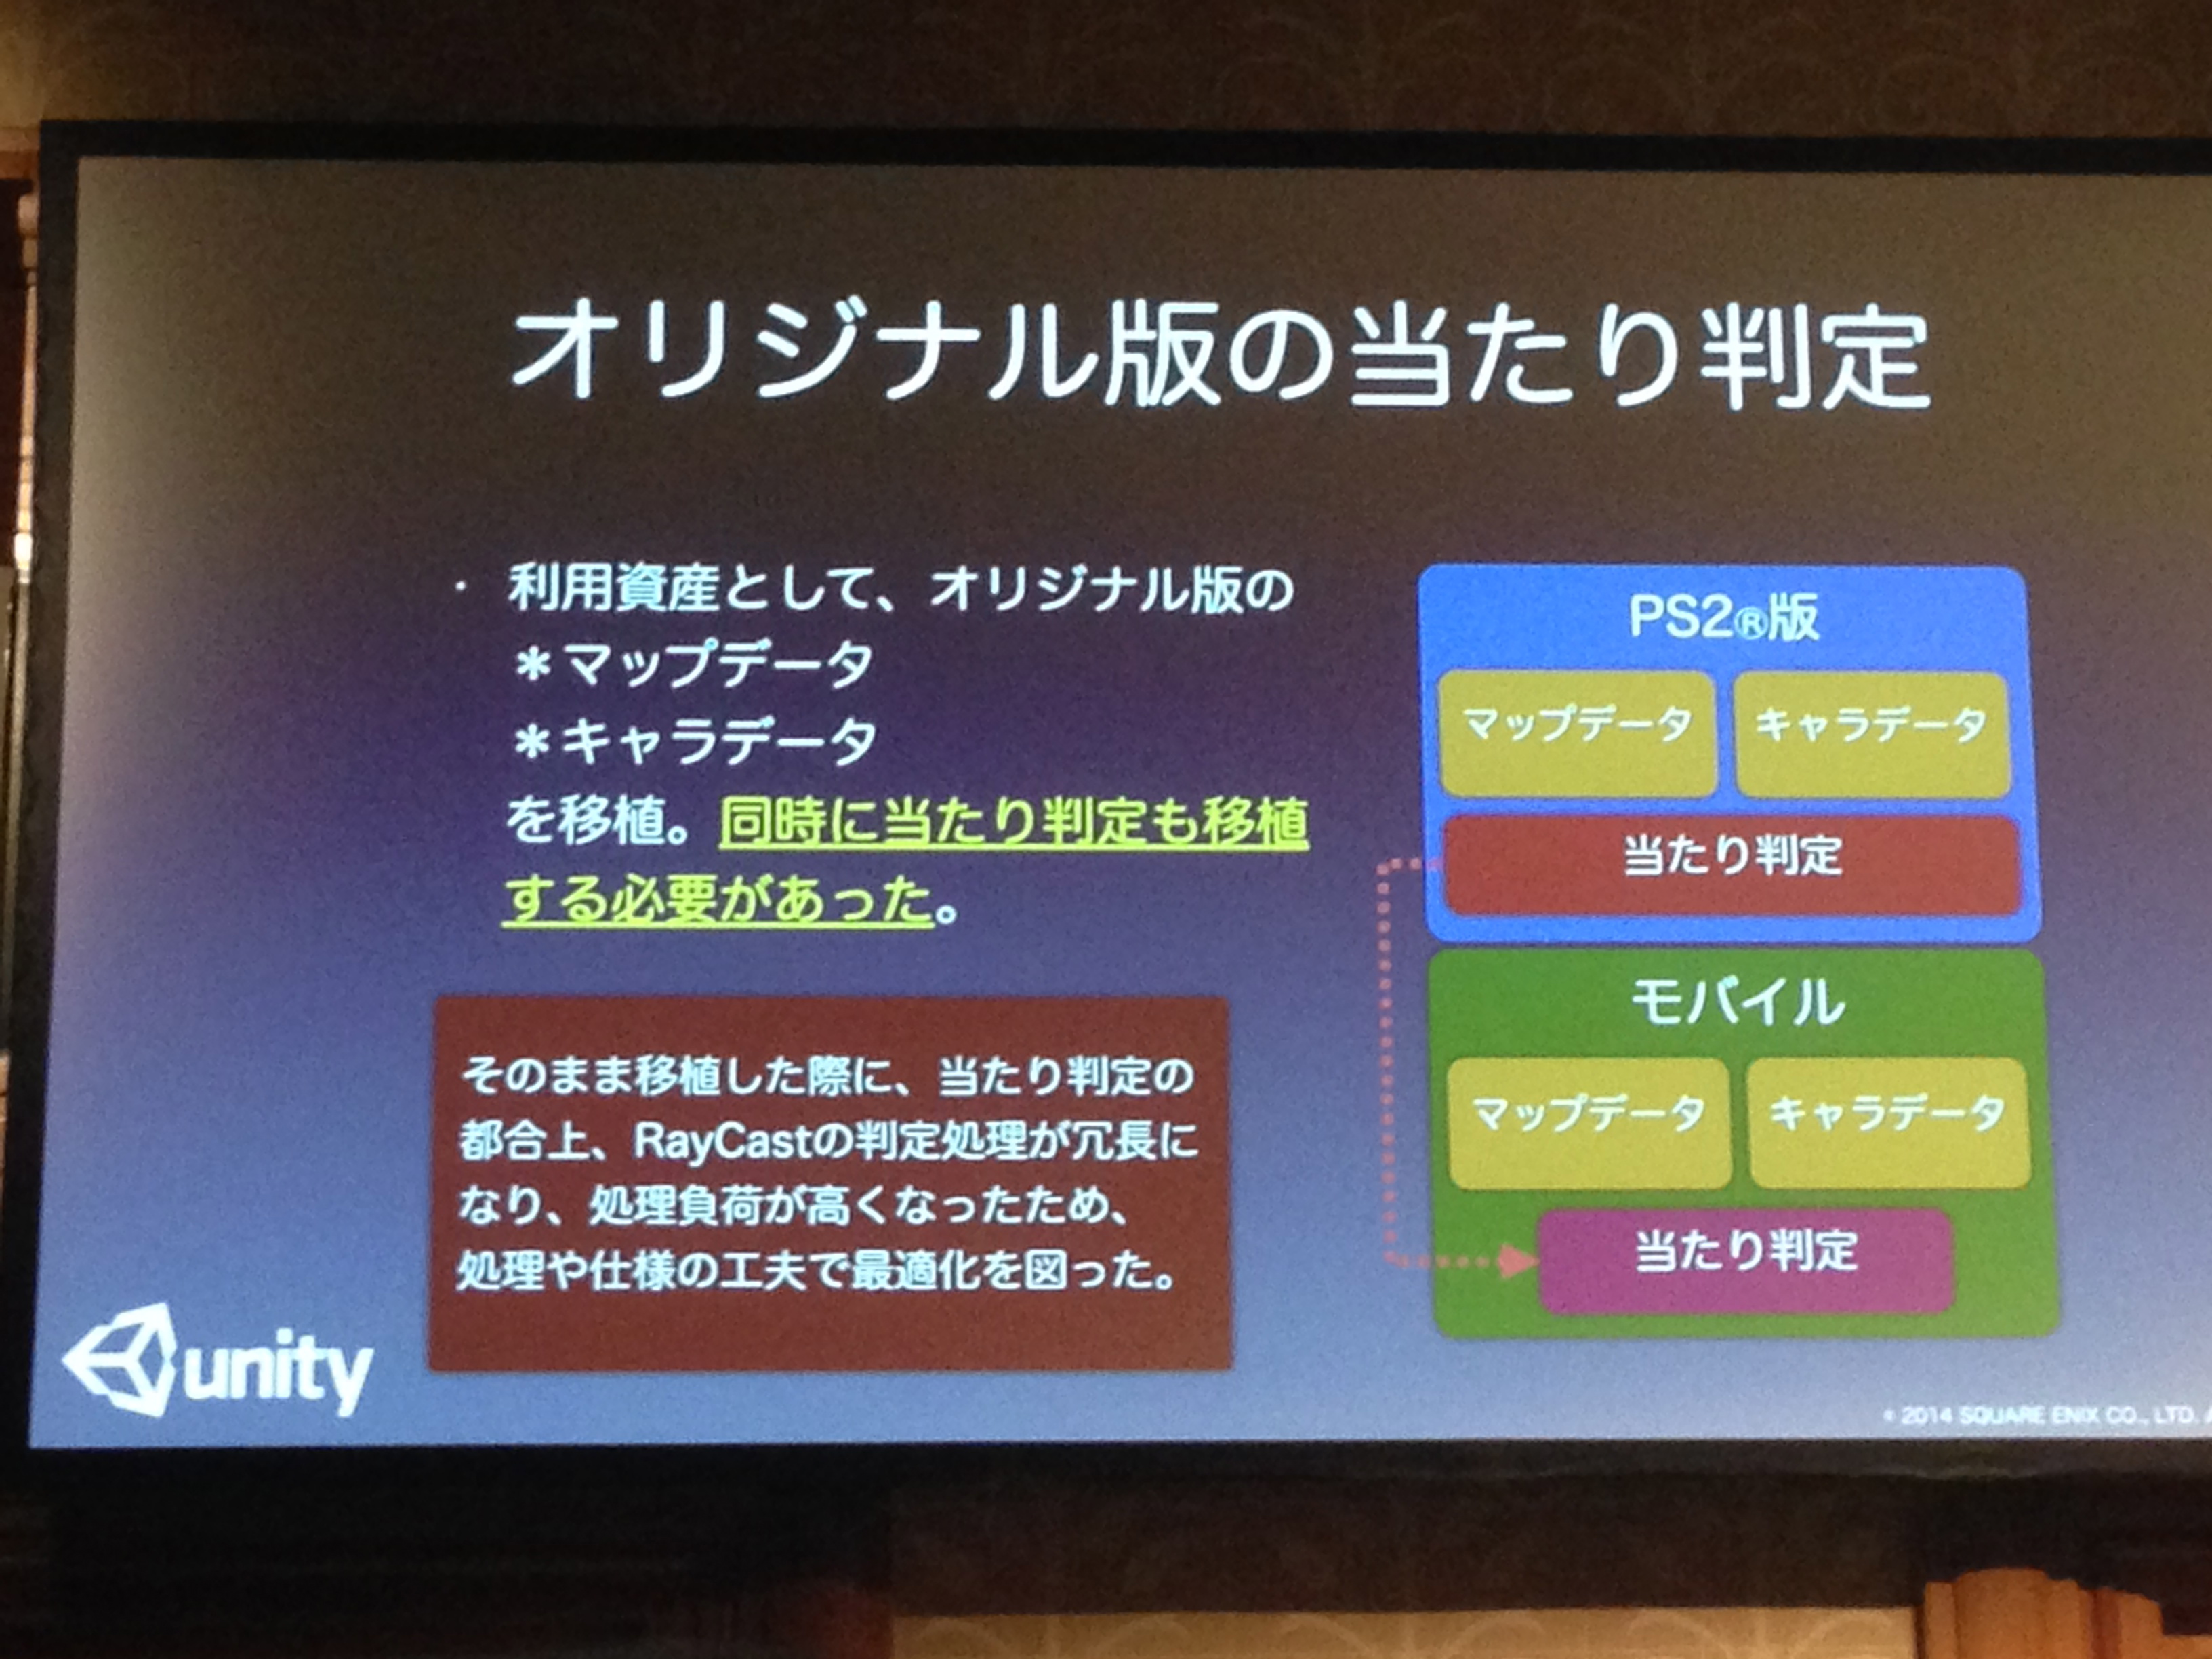 オリジナル版の当たり判定
・ 利用資産として、オリジナル版の
＊マップデータ
＊キャラデータ
を移植。同時に当たり判定も移植
する必要があった。
そのまま移植した際に、当たり判定の
都合上、RayCastの判定処理が冗長に
なり、処理負荷が高くなったため、
処理や仕様の工夫で最適化を図った。
PS2®版
マップデータ キャラデータ
当たり判定
モバイル
マップデータ キャラデータ
当たり判定
unity
© 2014 SQUARE ENIX CO., LTD.